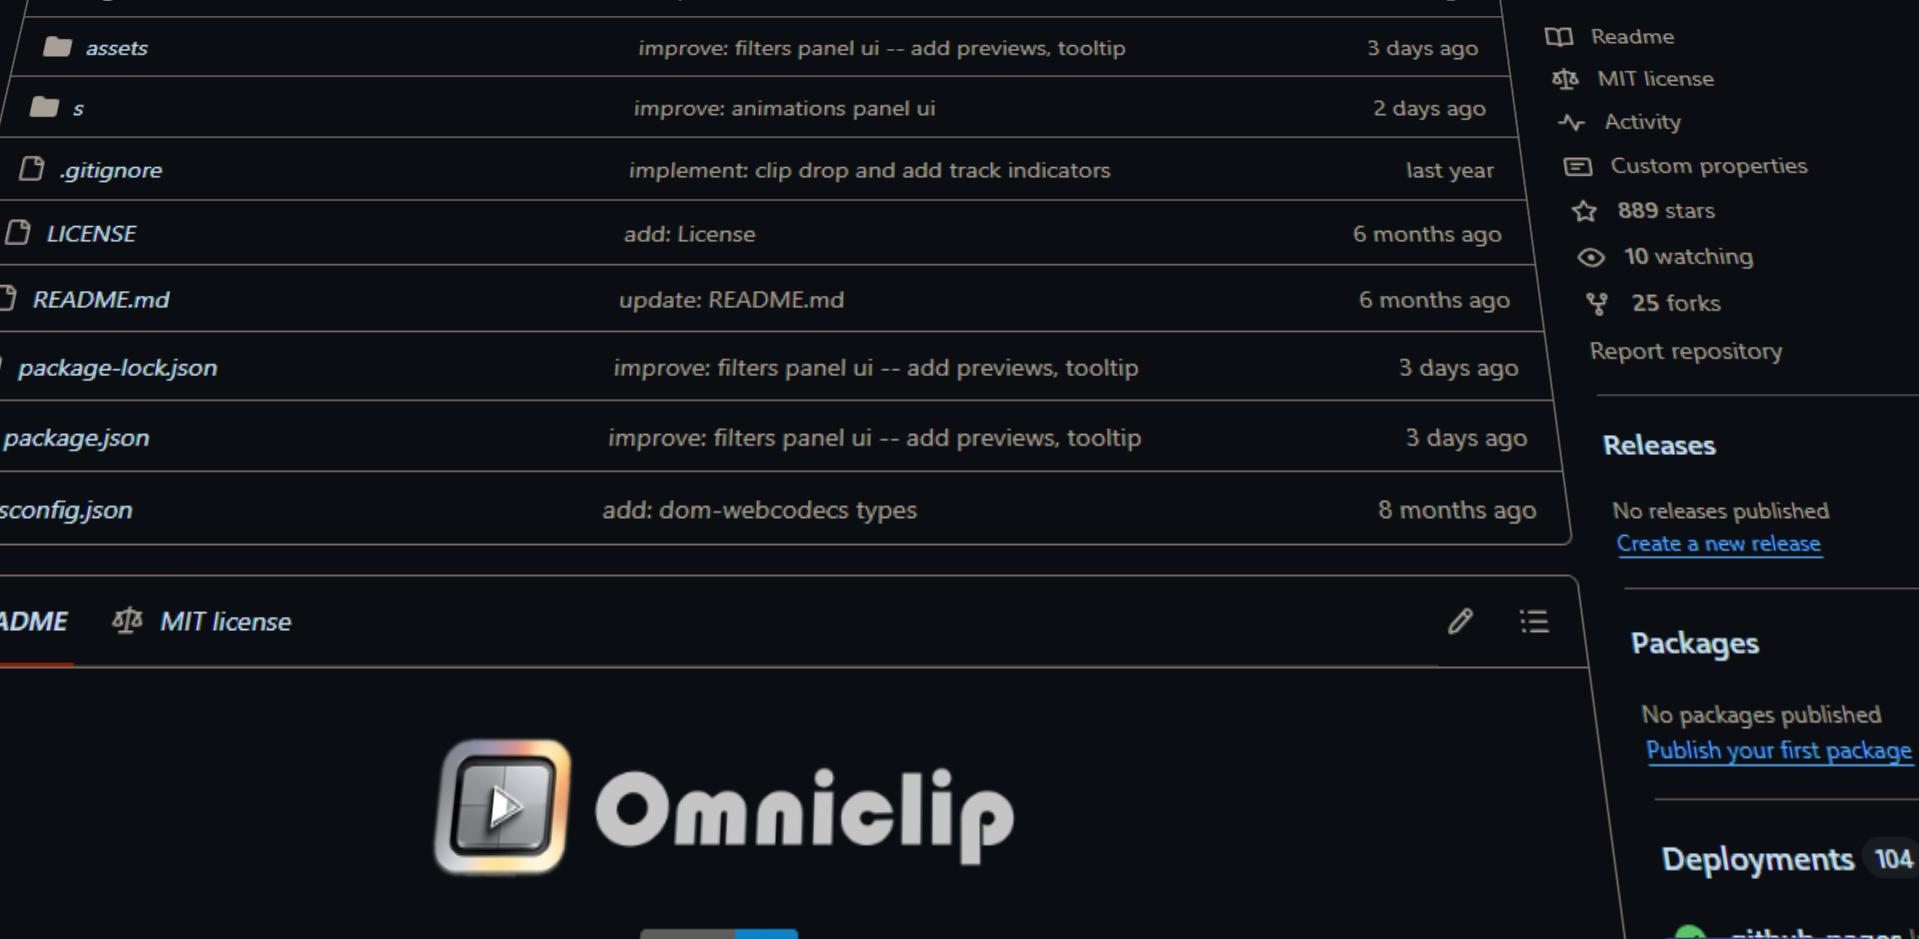 assets improve: filters panel ui -- add previews, tooltip 3 days ago
s improve: animations panel ui 2 days ago
.gitignore implement: clip drop and add track indicators last year
LICENSE add: License 6 months ago
README.md update: README.md 6 months ago
package-lock.json improve: filters panel ui -- add previews, tooltip 3 days ago
package.json improve: filters panel ui -- add previews, tooltip 3 days ago
sconfig.json add: dom-webcodecs types 8 months ago
ADME MIT license
Omniclip
Readme
MIT license
Activity
Custom properties
889 stars
10 watching
25 forks
Report repository
Releases
No releases published
Create a new release
Packages
No packages published
Publish your first package
Deployments 104
github-pages